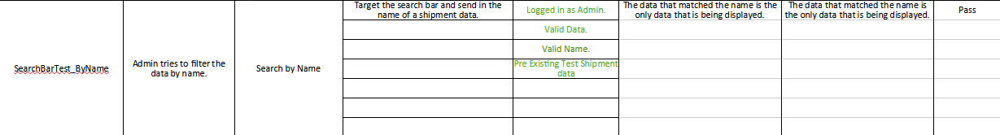 Target the search bar and send in the
name of a shipment data.
Logged in as Admin.
The data that matched the name is the
only data that is being displayed.
The data that matched the name is
the only data that is being displayed.
Pass
Valid Data.
Valid Name.
SearchBarTest_ByName
Admin tries to filter the
data by name.
Search by Name
Pre Existing Test Shipment
data